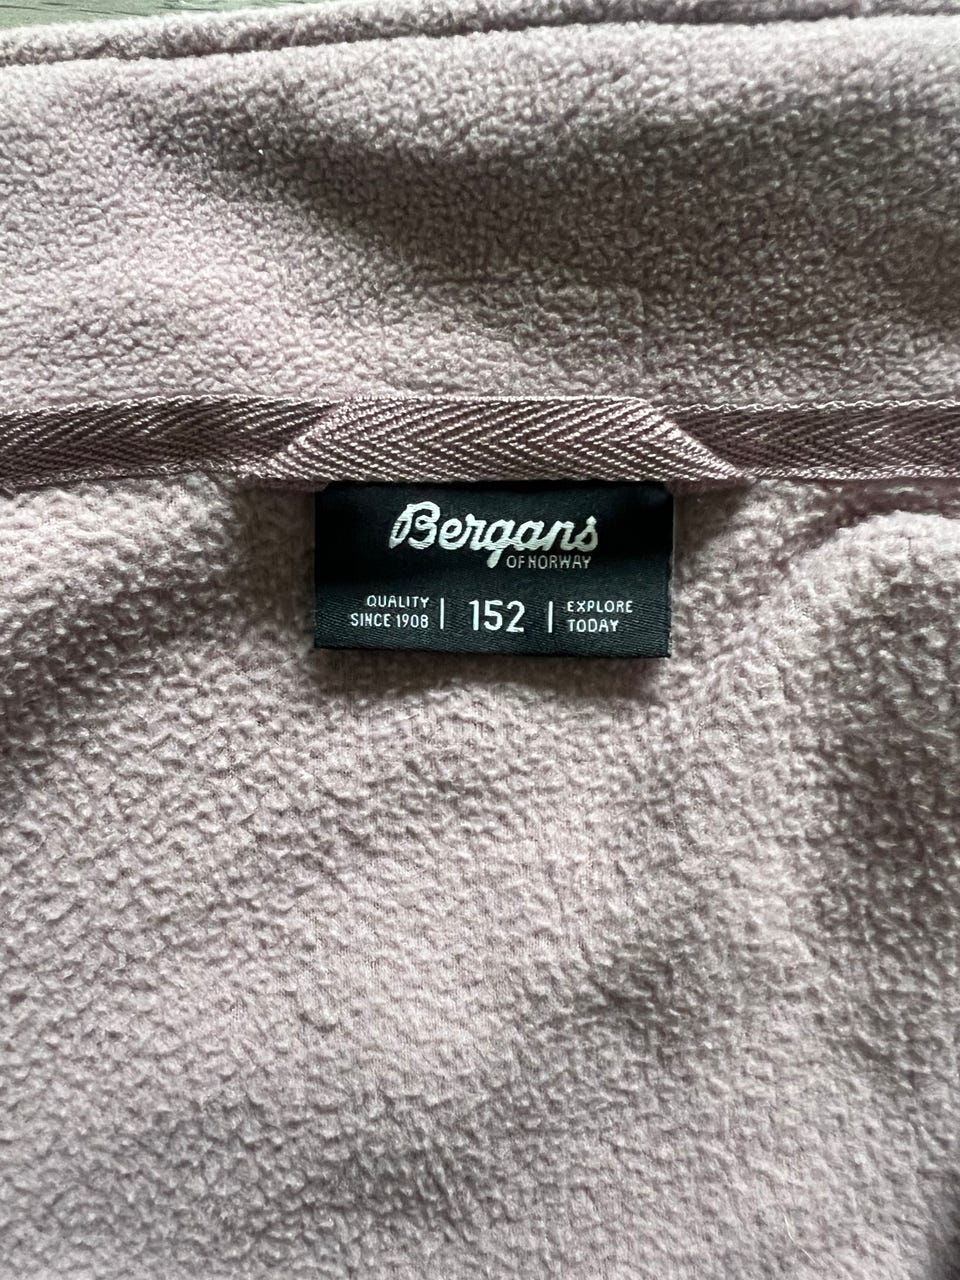 Bergans
OF NORWAY
QUALITY
SINCE 1908
152
EXPLORE
TODAY